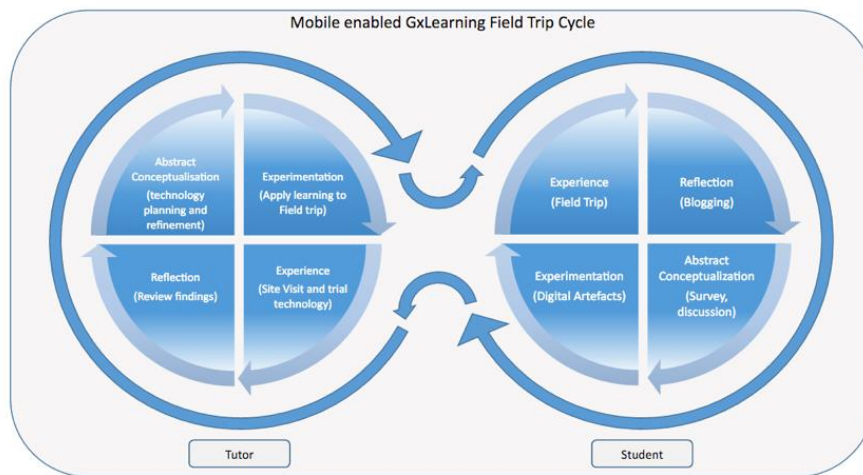 Mobile enabled GxLearning Field Trip Cycle
Abstract
Conceptualisation
(technology
planning and
refinement)
Experimentation
(Apply learning to
Field trip)
Reflection
(Review findings)
Experience
(Site Visit and trial
technology)
Experience
(Field Trip)
Reflection
(Blogging)
Experimentation
(Digital Artefacts)
Abstract
Conceptualization
(Survey,
discussion)
Tutor
Student